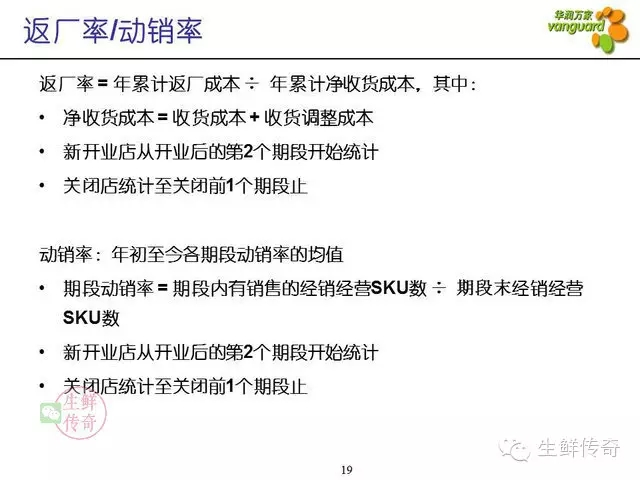 返厂率/动销率
华润万家
vanguard
返厂率 = 年累计返厂成本 ÷ 年累计净收货成本，其中：
• 净收货成本 = 收货成本 + 收货调整成本
• 新开业店从开业后的第2个期段开始统计
• 关闭店统计至关闭前1个期段止
动销率：年初至今各期段动销率的均值
• 期段动销率 = 期段内有销售的经销经营SKU数 ÷ 期段末经销经营
SKU数
• 新开业店从开业后的第2个期段开始统计
• 关闭店统计至关闭前1个期段止
生鲜
传奇
生鲜传奇
19